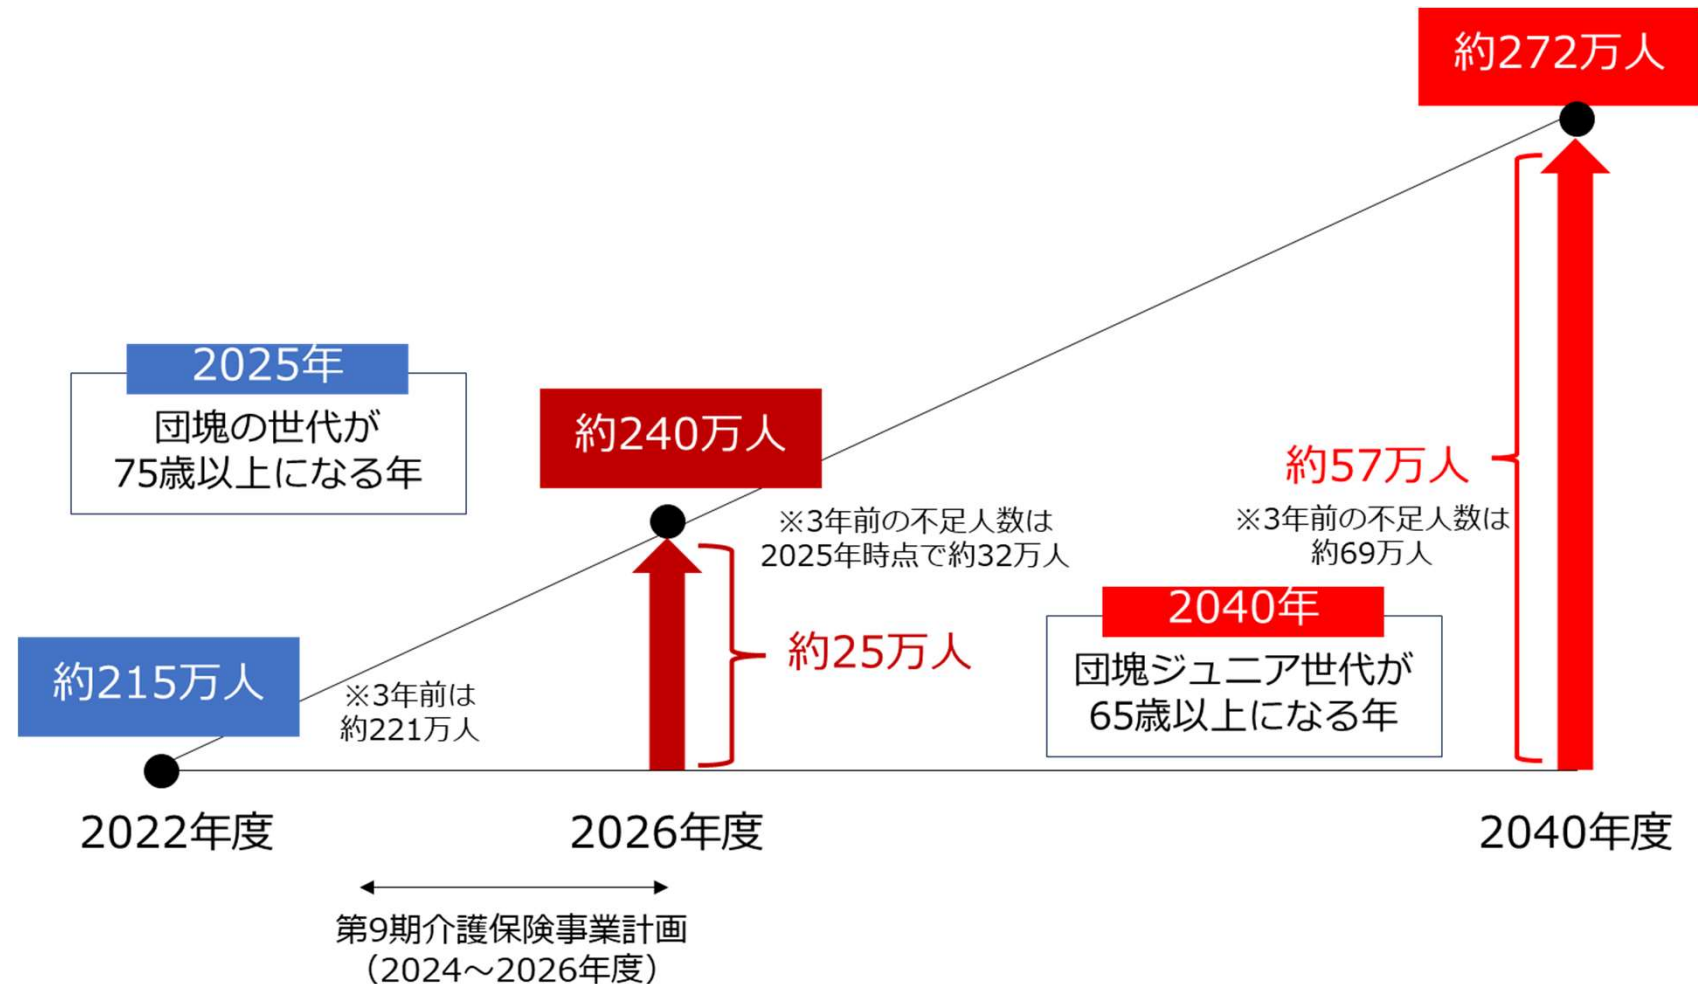 約272万人
2025年
団塊の世代が
75歳以上になる年
約240万人
※3年前の不足人数は
2025年時点で約32万人
約57万人
※3年前の不足人数は
約69万人
約25万人
2040年
団塊ジュニア世代が
65歳以上になる年
約215万人
※3年前は
約221万人
2022年度
2026年度
2040年度
第9期介護保険事業計画
（2024～2026年度）